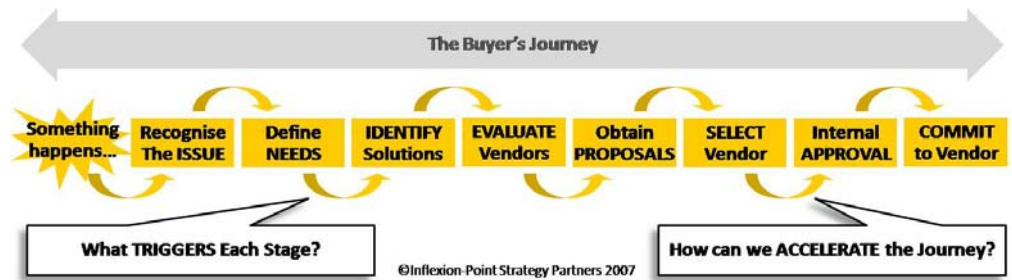 The Buyer's Journey
Something
happens...
Recognise
The ISSUE
Define
NEEDS
IDENTIFY
Solutions
EVALUATE
Vendors
Obtain
PROPOSALS
SELECT
Vendor
Internal
APPROVAL
COMMIT
to Vendor
What TRIGGERS Each Stage?
How can we ACCELERATE the Journey?
©Inflexion-Point Strategy Partners 2007